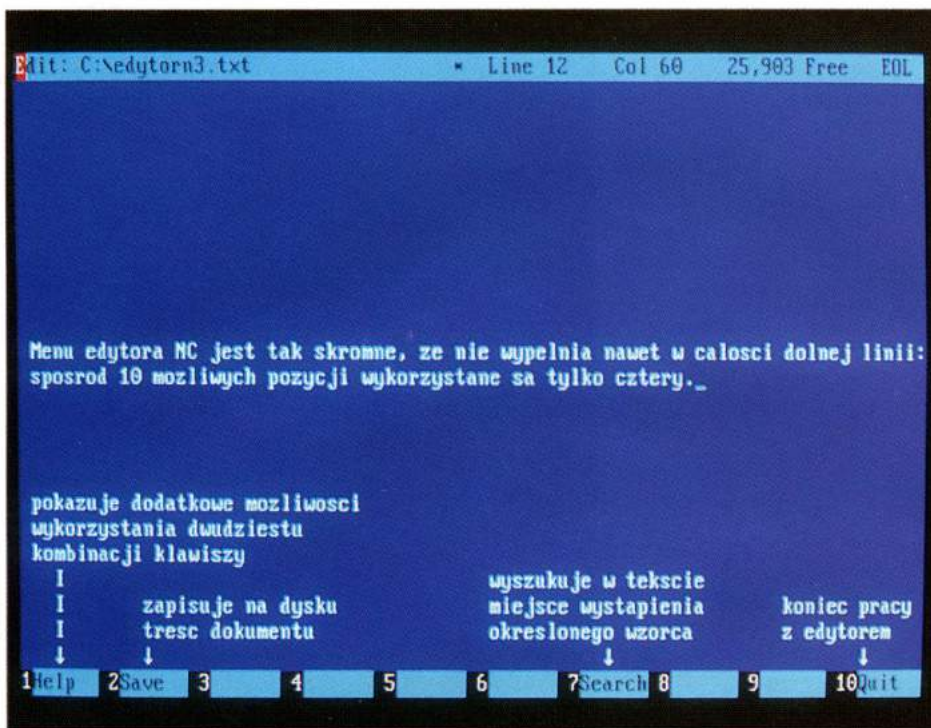 Edit: C:\edytorn3.txt * Line 12 Col 60 25,903 Free EOL
Menu edytora NC jest tak skromne, ze nie wypelnia nawet w calosci dolnej linii:
sposrod 10 mozliwych pozycji wykorzystane sa tylko cztery._
pokazuje dodatkowe mozliwosci
wykorzystania dwudziestu
kombinacji klawiszy
I wyszukuje w tekscie
I zapisuje na dysku miejsce wystapienia koniec pracy
I tresc dokumentu okreslonego wzorca z edytorem
↓ ↓ ↓ ↓
1Help 2Save 3 4 5 6 7Search 8 9 10Quit